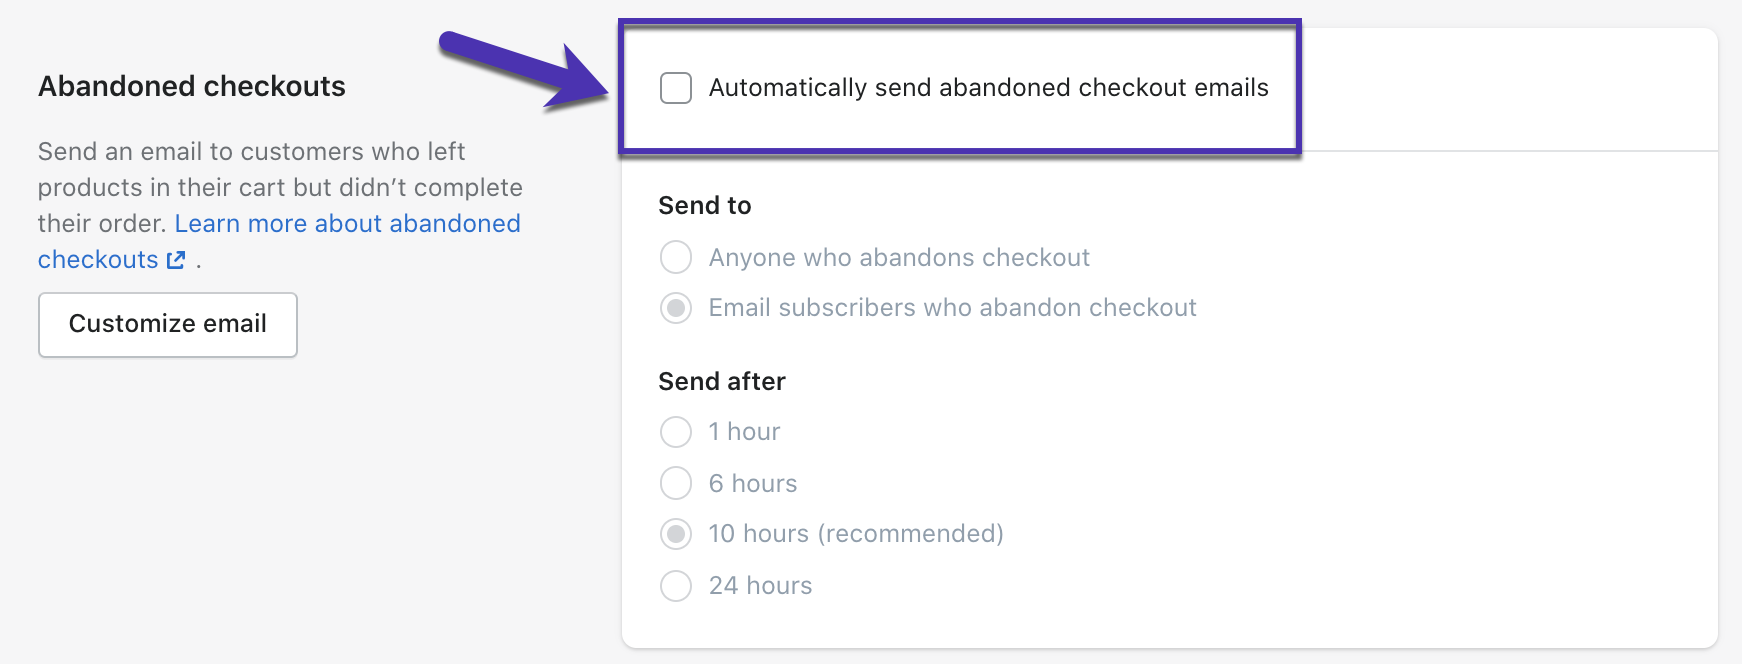 Abandoned checkouts
Send an email to customers who left
products in their cart but didn’t complete
their order. Learn more about abandoned
checkouts .
Customize email
Automatically send abandoned checkout emails
Send to
Anyone who abandons checkout
Email subscribers who abandon checkout
Send after
1 hour
6 hours
10 hours (recommended)
24 hours